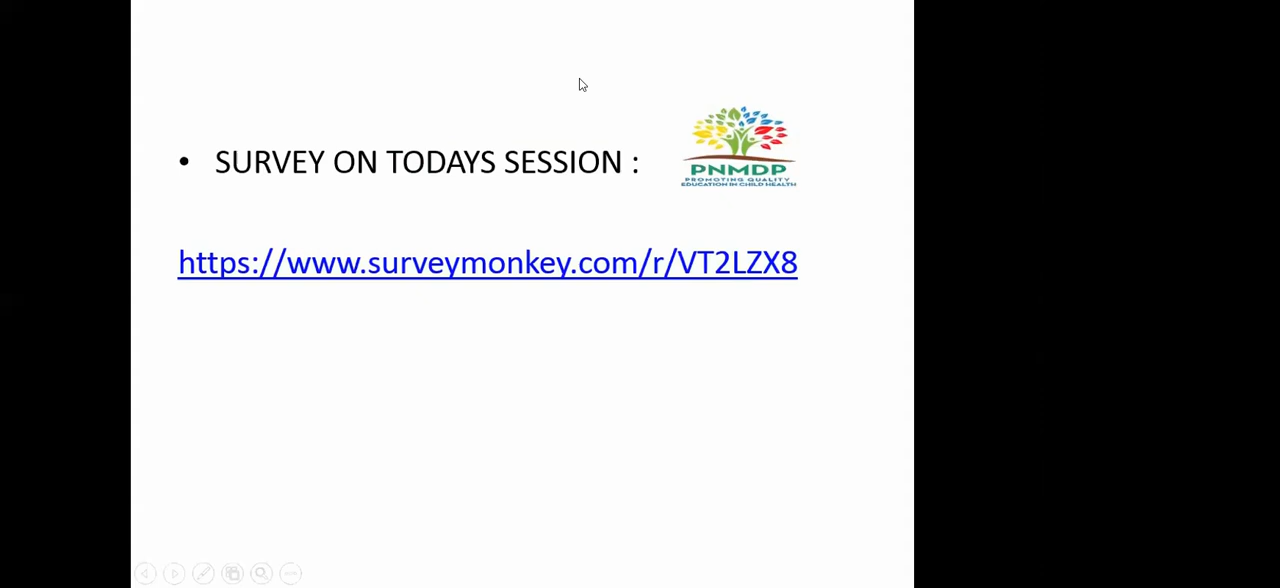 • SURVEY ON TODAYS SESSION :
PNMDP
PROMOTING QUALITY
EDUCATION IN CHILD HEALTH
https://www.surveymonkey.com/r/VT2LZX8